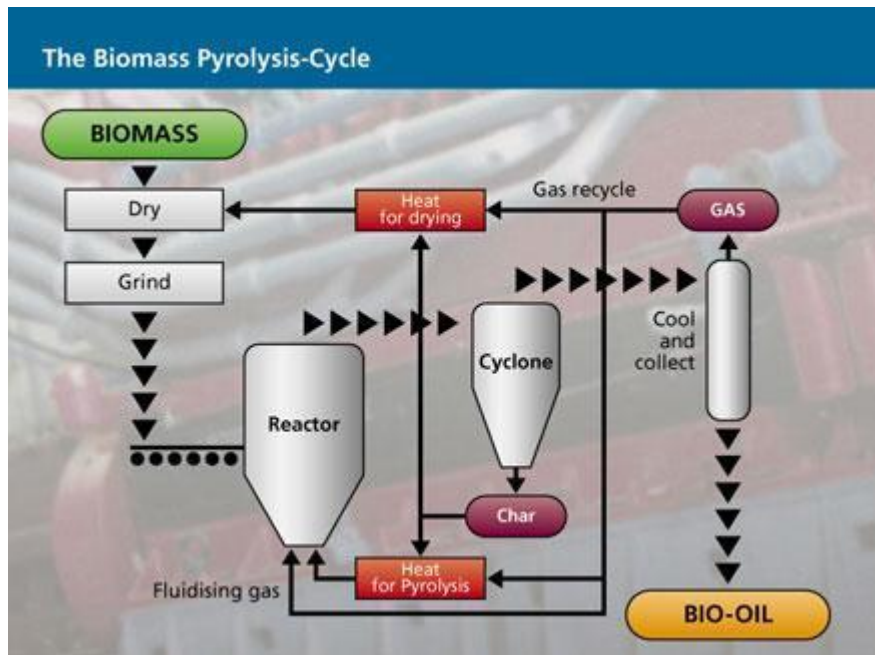 The Biomass Pyrolysis-Cycle
BIOMASS
Dry
Heat
for drying
Gas recycle
GAS
Grind
Cool
and
collect
Cyclone
Reactor
Char
Heat
for Pyrolysis
Fluidising gas
BIO-OIL